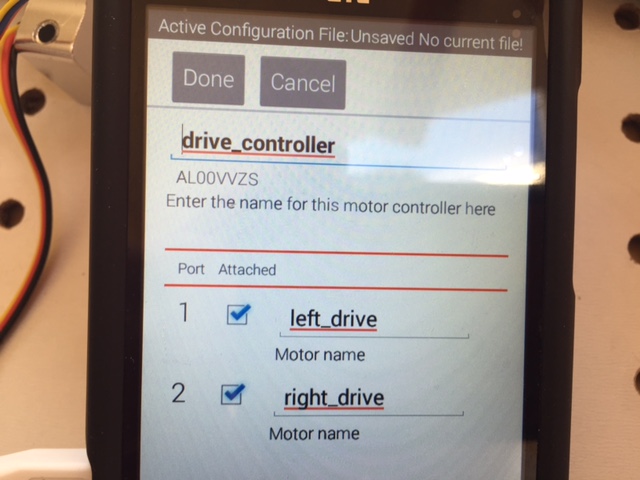 Active Configuration File:Unsaved No current file!
Done Cancel
drive_controller
AL00VVZS
Enter the name for this motor controller here
Port Attached
1 left_drive
Motor name
2 right_drive
Motor name